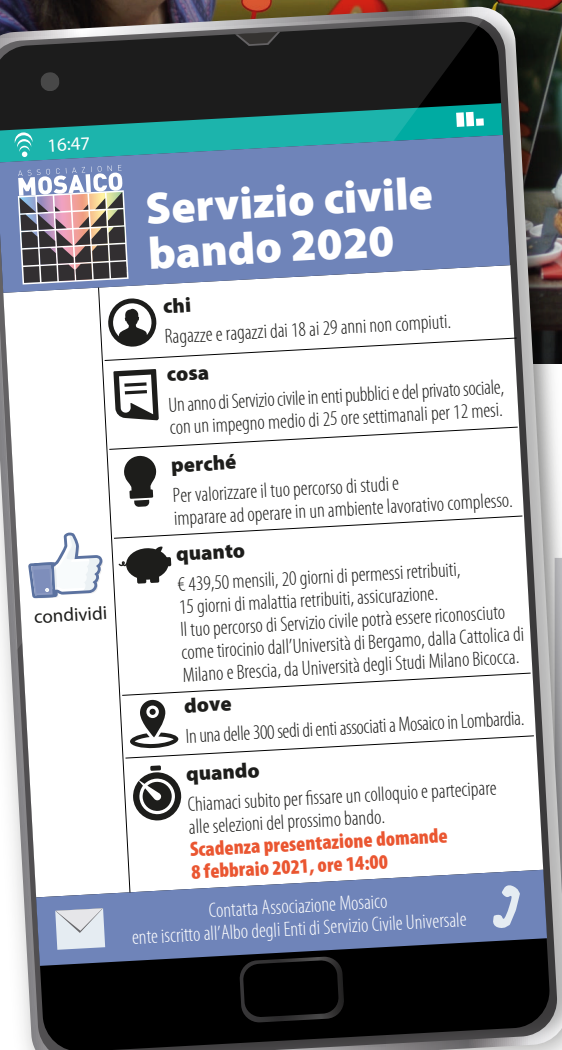 16:47
ASSOCIAZIONE
MOSAICO
Servizio civile
bando 2020
chi
Ragazze e ragazzi dai 18 ai 29 anni non compiuti.
cosa
Un anno di Servizio civile in enti pubblici e del privato sociale,
con un impegno medio di 25 ore settimanali per 12 mesi.
perché
Per valorizzare il tuo percorso di studi e
imparare ad operare in un ambiente lavorativo complesso.
condividi
quanto
€ 439,50 mensili, 20 giorni di permessi retribuiti,
15 giorni di malattia retribuiti, assicurazione.
Il tuo percorso di Servizio civile potrà essere riconosciuto
come tirocinio dall'Università di Bergamo, dalla Cattolica di
Milano e Brescia, da Università degli Studi Milano Bicocca.
dove
In una delle 300 sedi di enti associati a Mosaico in Lombardia.
quando
Chiamaci subito per fissare un colloquio e partecipare
alle selezioni del prossimo bando.
Scadenza presentazione domande
8 febbraio 2021, ore 14:00
Contatta Associazione Mosaico
ente iscritto all'Albo degli Enti di Servizio Civile Universale